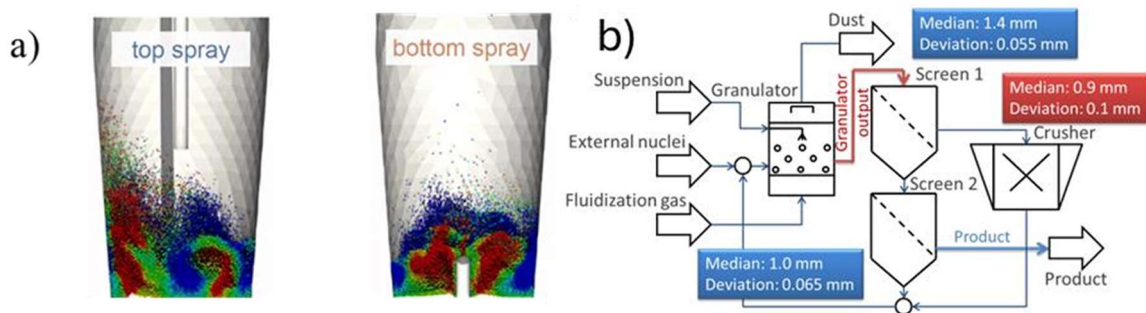 a)
top spray
bottom spray
b)
Dust
Median: 1.4 mm
Deviation: 0.055 mm
Suspension
Granulator
Granulator
output
Screen 1
Median: 0.9 mm
Deviation: 0.1 mm
External nuclei
Crusher
Screen 2
Fluidization gas
Product
Median: 1.0 mm
Deviation: 0.065 mm
Product